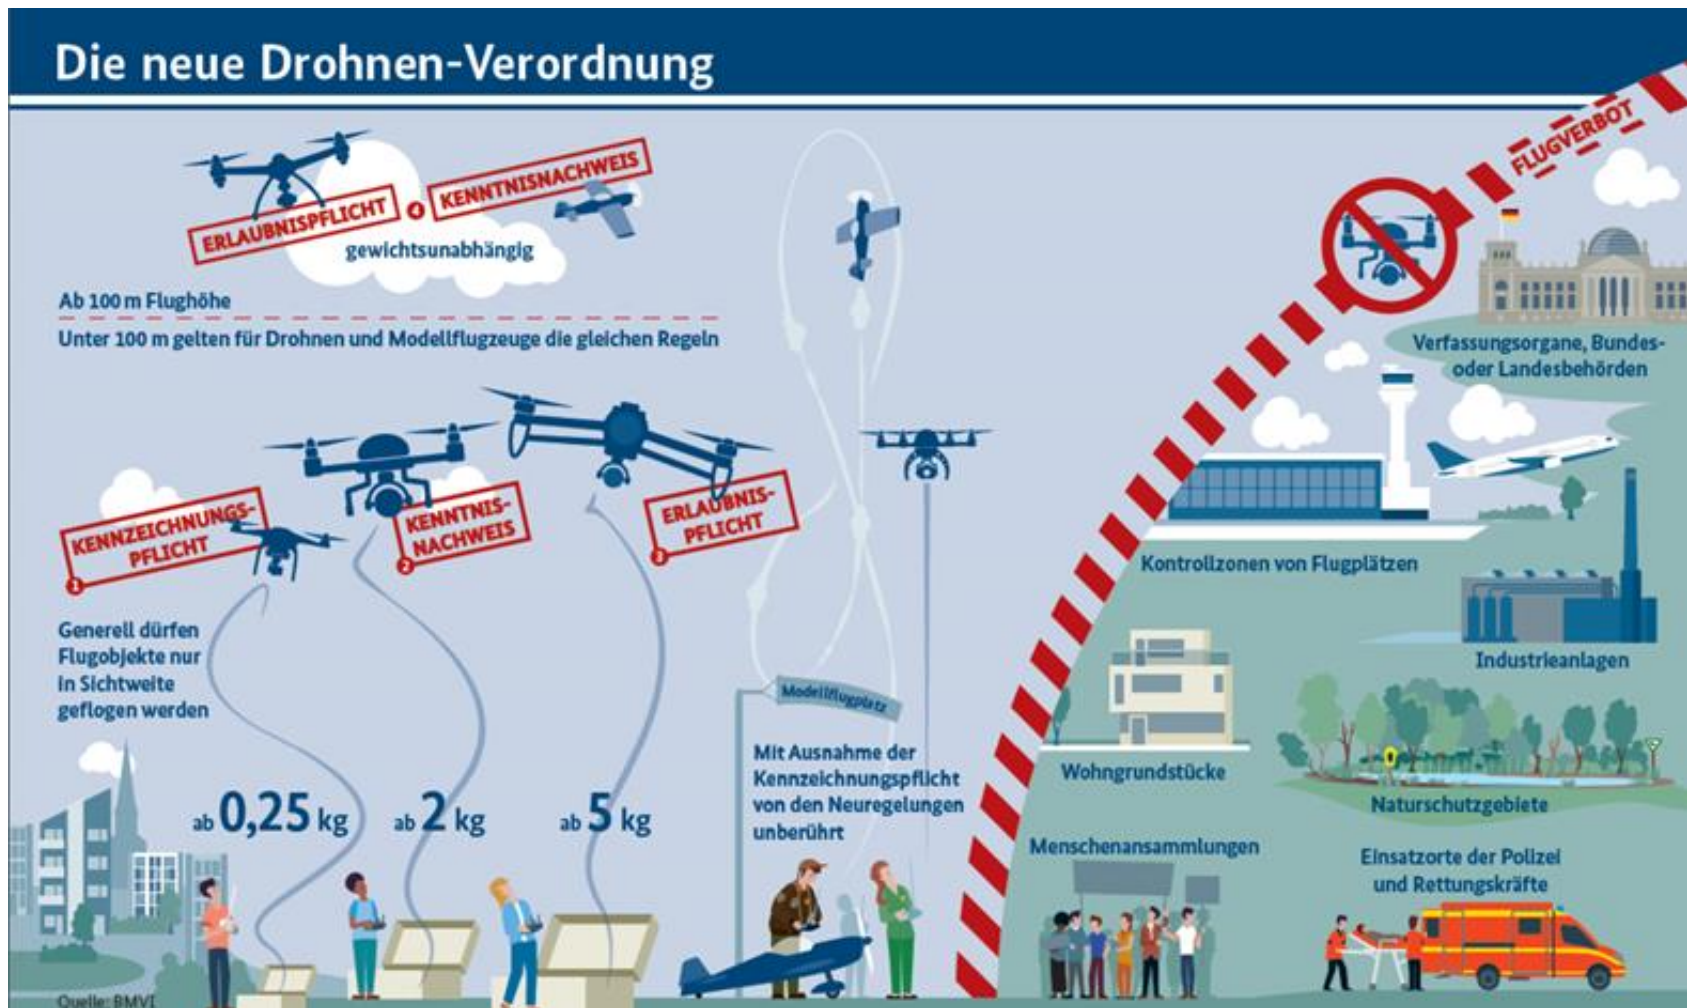 Die neue Drohnen-Verordnung
FLUGVERBOT
ERLAUBNISPFLICHT
4
KENNTNISNACHWEIS
gewichtsunabhängig
Ab 100 m Flughöhe
Unter 100 m gelten für Drohnen und Modellflugzeuge die gleichen Regeln
KENNZEICHNUNGS-
PFLICHT
1
KENNTNIS-
NACHWEIS
2
ERLAUBNIS-
PFLICHT
3
Generell dürfen
Flugobjekte nur
in Sichtweite
geflogen werden
ab 0,25 kg
ab 2 kg
ab 5 kg
Modellflugplatz
Mit Ausnahme der
Kennzeichnungspflicht
von den Neuregelungen
unberührt
Verfassungsorgane, Bundes-
oder Landesbehörden
Kontrollzonen von Flugplätzen
Industrieanlagen
Wohngrundstücke
Naturschutzgebiete
Menschenansammlungen
Einsatzorte der Polizei
und Rettungskräfte
Quelle: BMVI